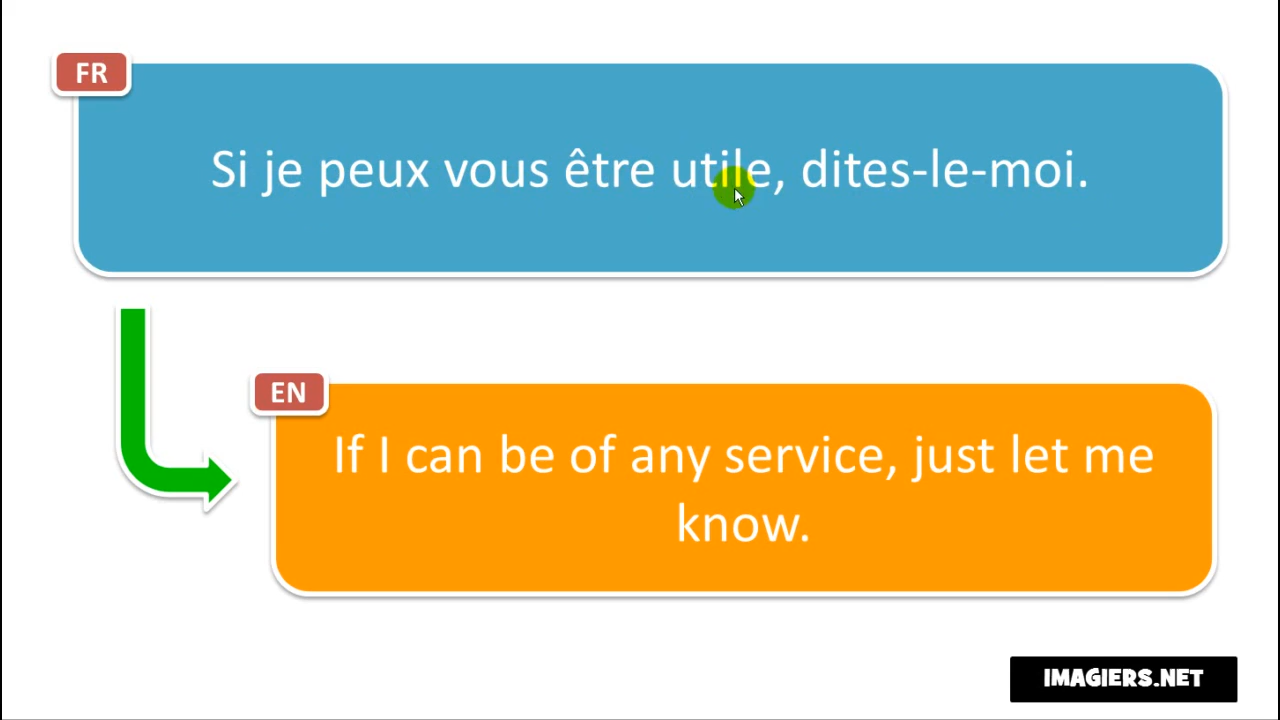 FR
Si je peux vous être utile, dites-le-moi.
EN
If I can be of any service, just let me
know.
IMAGIERS.NET